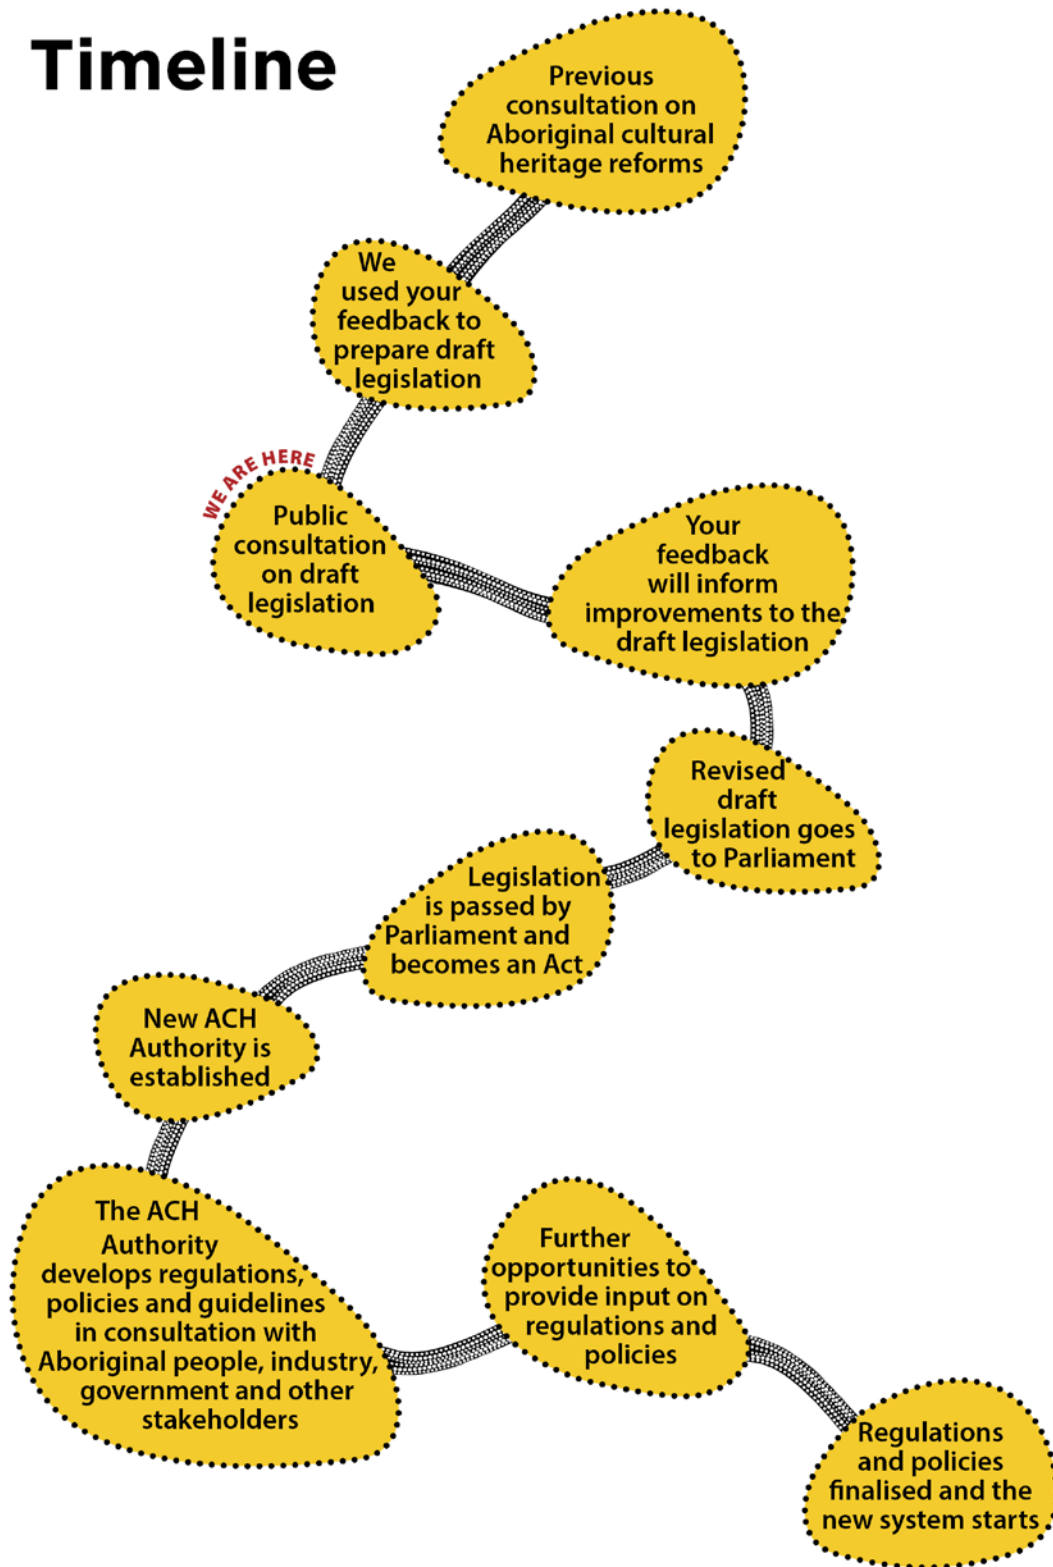 Timeline
Previous
consultation on
Aboriginal cultural
heritage reforms
We
used your
feedback to
prepare draft
legislation
WE ARE HERE
Public
consultation
on draft
legislation
Your
feedback
will inform
improvements to the
draft legislation
Revised
draft
legislation goes
to Parliament
Legislation
is passed by
Parliament and
becomes an Act
New ACH
Authority is
established
The ACH
Authority
develops regulations,
policies and guidelines
in consultation with
Aboriginal people, industry,
government and other
stakeholders
Further
opportunities to
provide input on
regulations and
policies
Regulations
and policies
finalised and the
new system starts